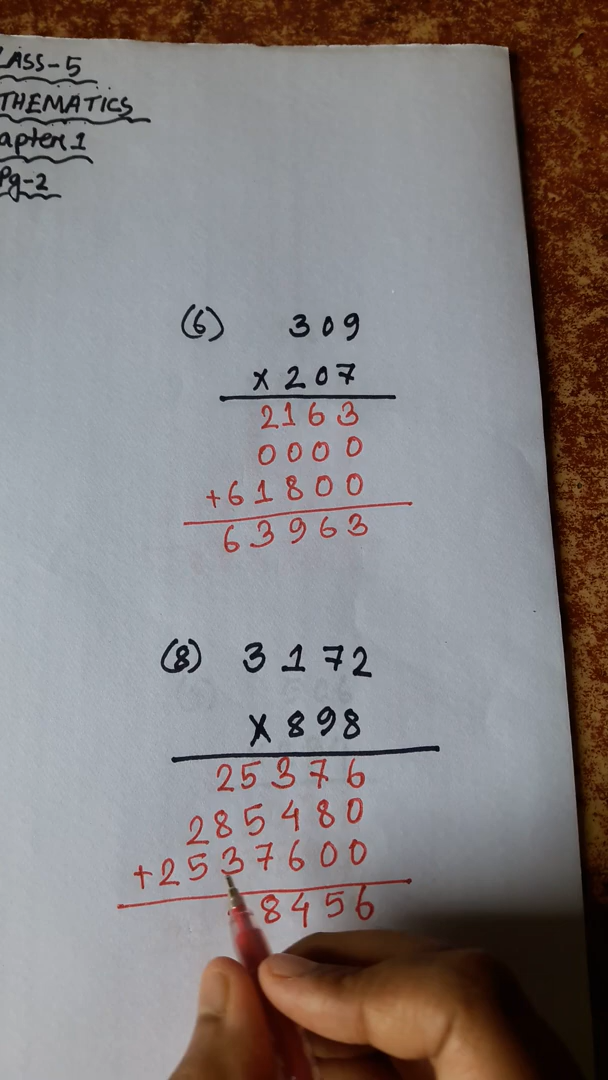 LASS-5
THEMATICS
apter 1
Pg-2
(6) 309
x 207
2163
0000
+61800
63963
(8) 3172
x 898
25376
285480
+2537600
8456